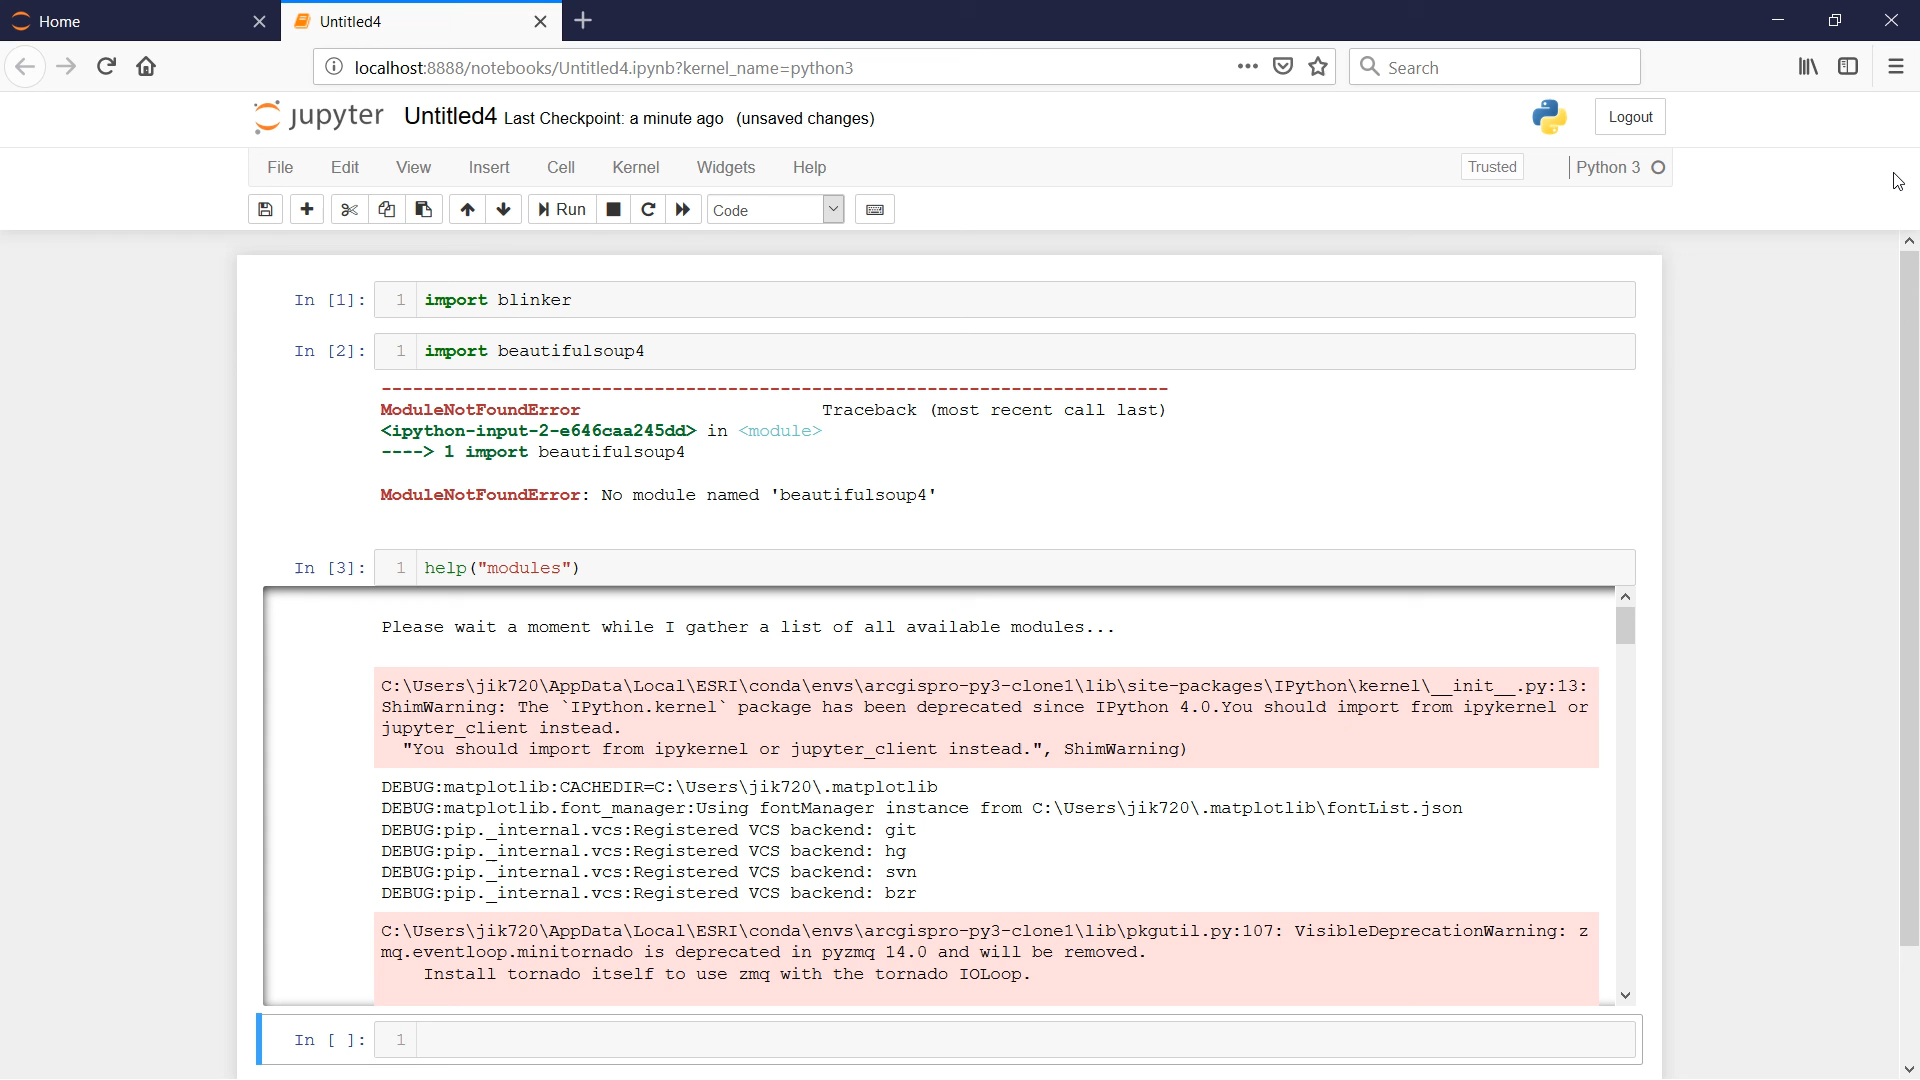 Home
Untitled4
localhost:8888/notebooks/Untitled4.ipynb?kernel_name=python3
Search
jupyter Untitled4 Last Checkpoint: a minute ago (unsaved changes)
Logout
File Edit View Insert Cell Kernel Widgets Help
Trusted
Python 3
Run
Code
In [1]: 1 import blinker
In [2]: 1 import beautifulsoup4
---------------------------------------------------------------------------
ModuleNotFoundError Traceback (most recent call last)
<ipython-input-2-e646caa245dd> in <module>
----> 1 import beautifulsoup4
ModuleNotFoundError: No module named 'beautifulsoup4'
In [3]: 1 help("modules")
Please wait a moment while I gather a list of all available modules...
C:\Users\jik720\AppData\Local\ESRI\conda\envs\arcgispro-py3-clone1\lib\site-packages\IPython\kernel\__init__.py:13:
ShimWarning: The `IPython.kernel` package has been deprecated since IPython 4.0.You should import from ipykernel or
jupyter_client instead.
"You should import from ipykernel or jupyter_client instead.", ShimWarning)
DEBUG:matplotlib:CACHEDIR=C:\Users\jik720\.matplotlib
DEBUG:matplotlib.font_manager:Using fontManager instance from C:\Users\jik720\.matplotlib\fontList.json
DEBUG:pip._internal.vcs:Registered VCS backend: git
DEBUG:pip._internal.vcs:Registered VCS backend: hg
DEBUG:pip._internal.vcs:Registered VCS backend: svn
DEBUG:pip._internal.vcs:Registered VCS backend: bzr
C:\Users\jik720\AppData\Local\ESRI\conda\envs\arcgispro-py3-clone1\lib\pkgutil.py:107: VisibleDeprecationWarning: z
mq.eventloop.minitornado is deprecated in pyzmq 14.0 and will be removed.
Install tornado itself to use zmq with the tornado IOLoop.
In [ ]: 1